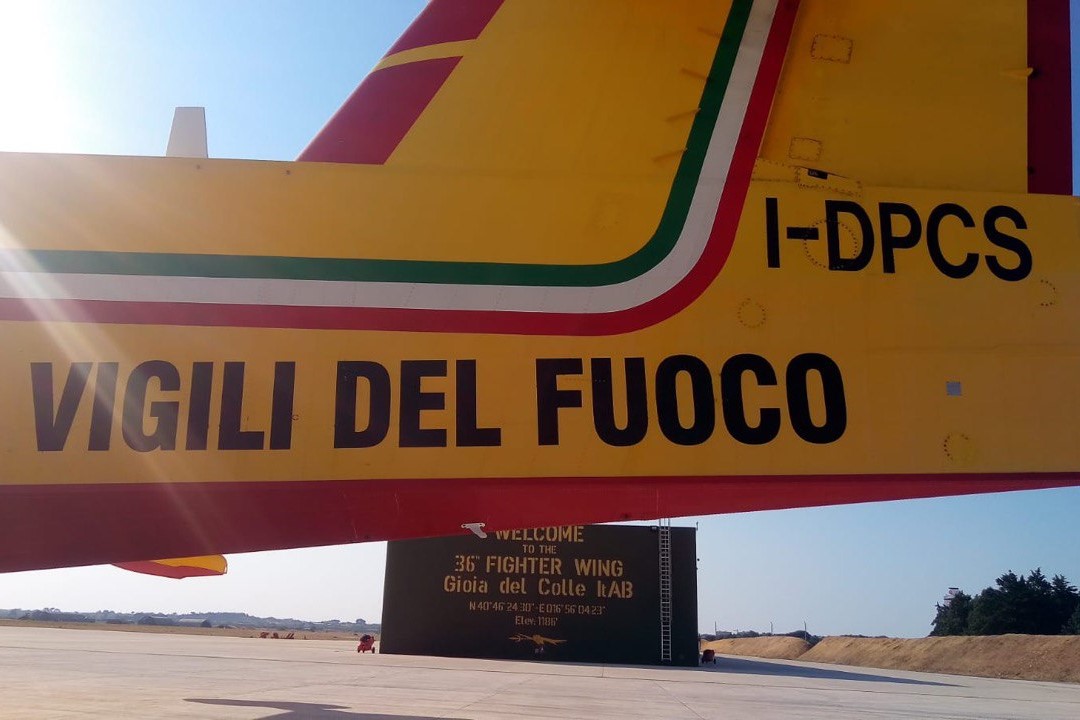 I-DPCS
VIGILI DEL FUOCO
WELCOME
TO THE
36° FIGHTER WING
Gioia del Colle ItAB
N 40°46'24.30"-E 016°56'04.23"
Elev. 1186'